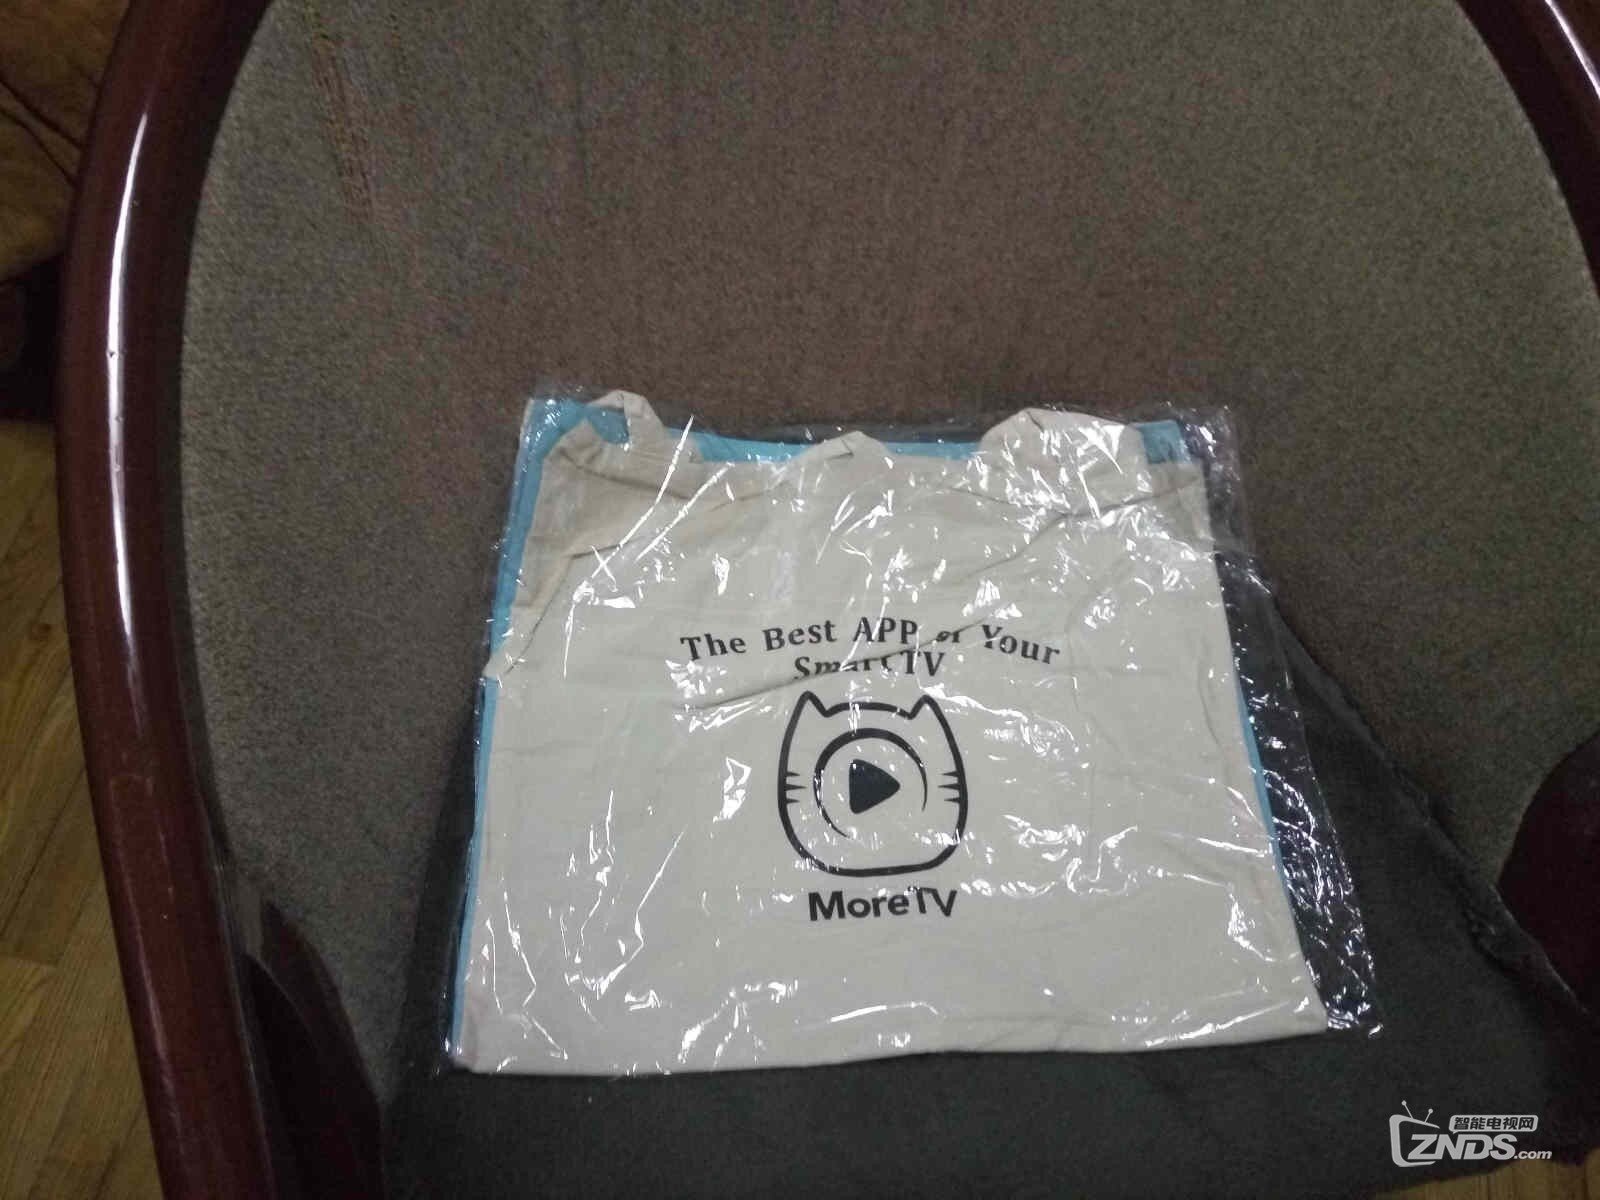 The Best APP of Your
SmartTV
MoreTV
智能电视网
ZNDS.com